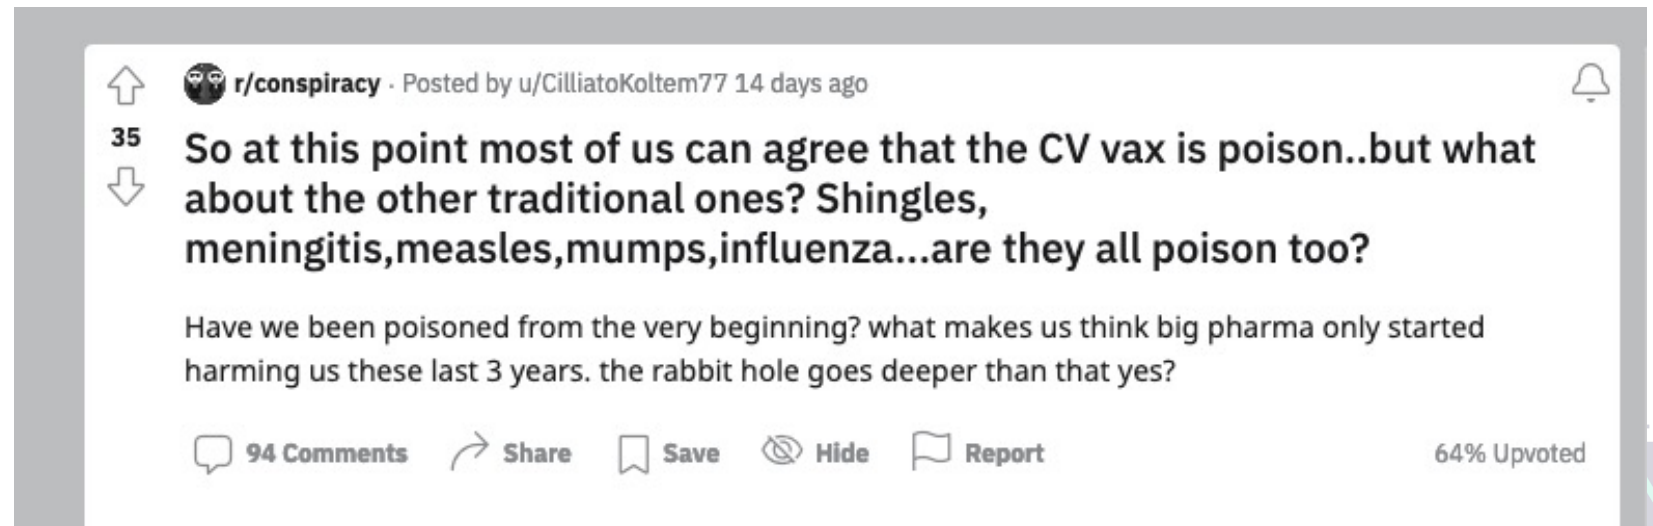 r/conspiracy · Posted by u/CilliatoKoltem77 14 days ago
35
So at this point most of us can agree that the CV vax is poison..but what
about the other traditional ones? Shingles,
meningitis,measles,mumps,influenza...are they all poison too?
Have we been poisoned from the very beginning? what makes us think big pharma only started
harming us these last 3 years. the rabbit hole goes deeper than that yes?
94 Comments Share Save Hide Report 64% Upvoted